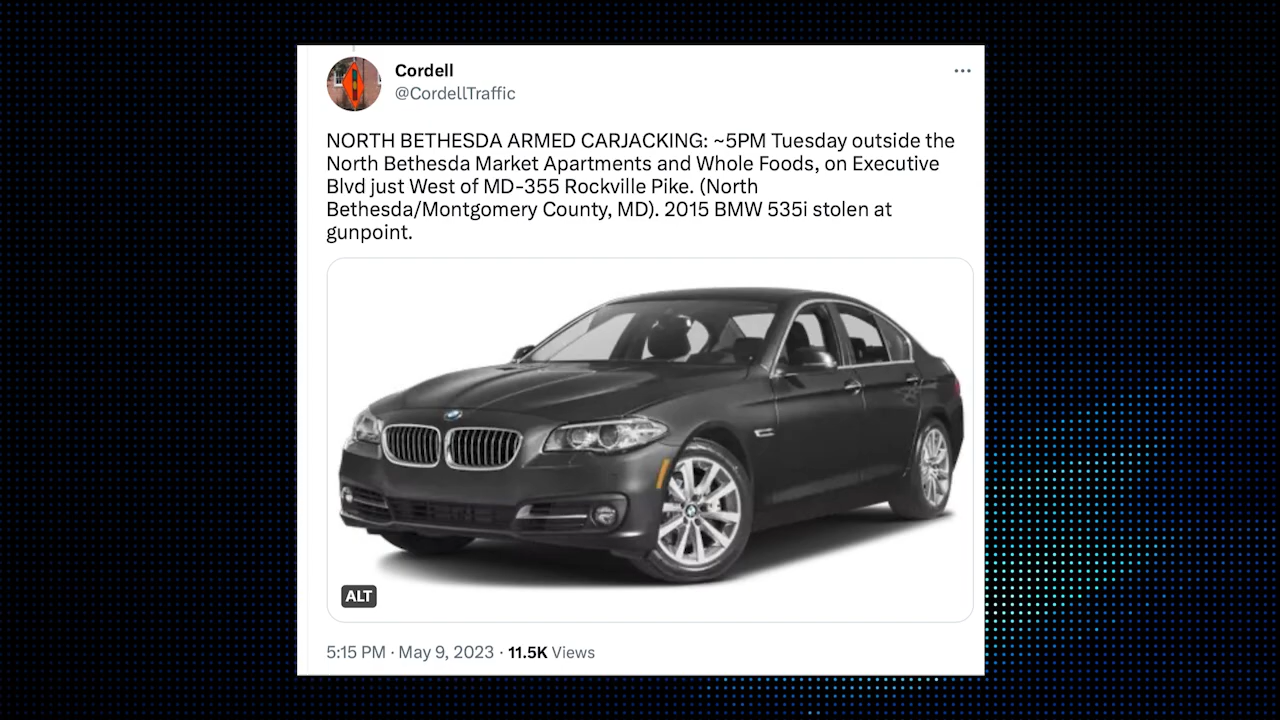 Cordell
@CordellTraffic
NORTH BETHESDA ARMED CARJACKING: ~5PM Tuesday outside the
North Bethesda Market Apartments and Whole Foods, on Executive
Blvd just West of MD-355 Rockville Pike. (North
Bethesda/Montgomery County, MD). 2015 BMW 535i stolen at
gunpoint.
ALT
5:15 PM · May 9, 2023 · 11.5K Views